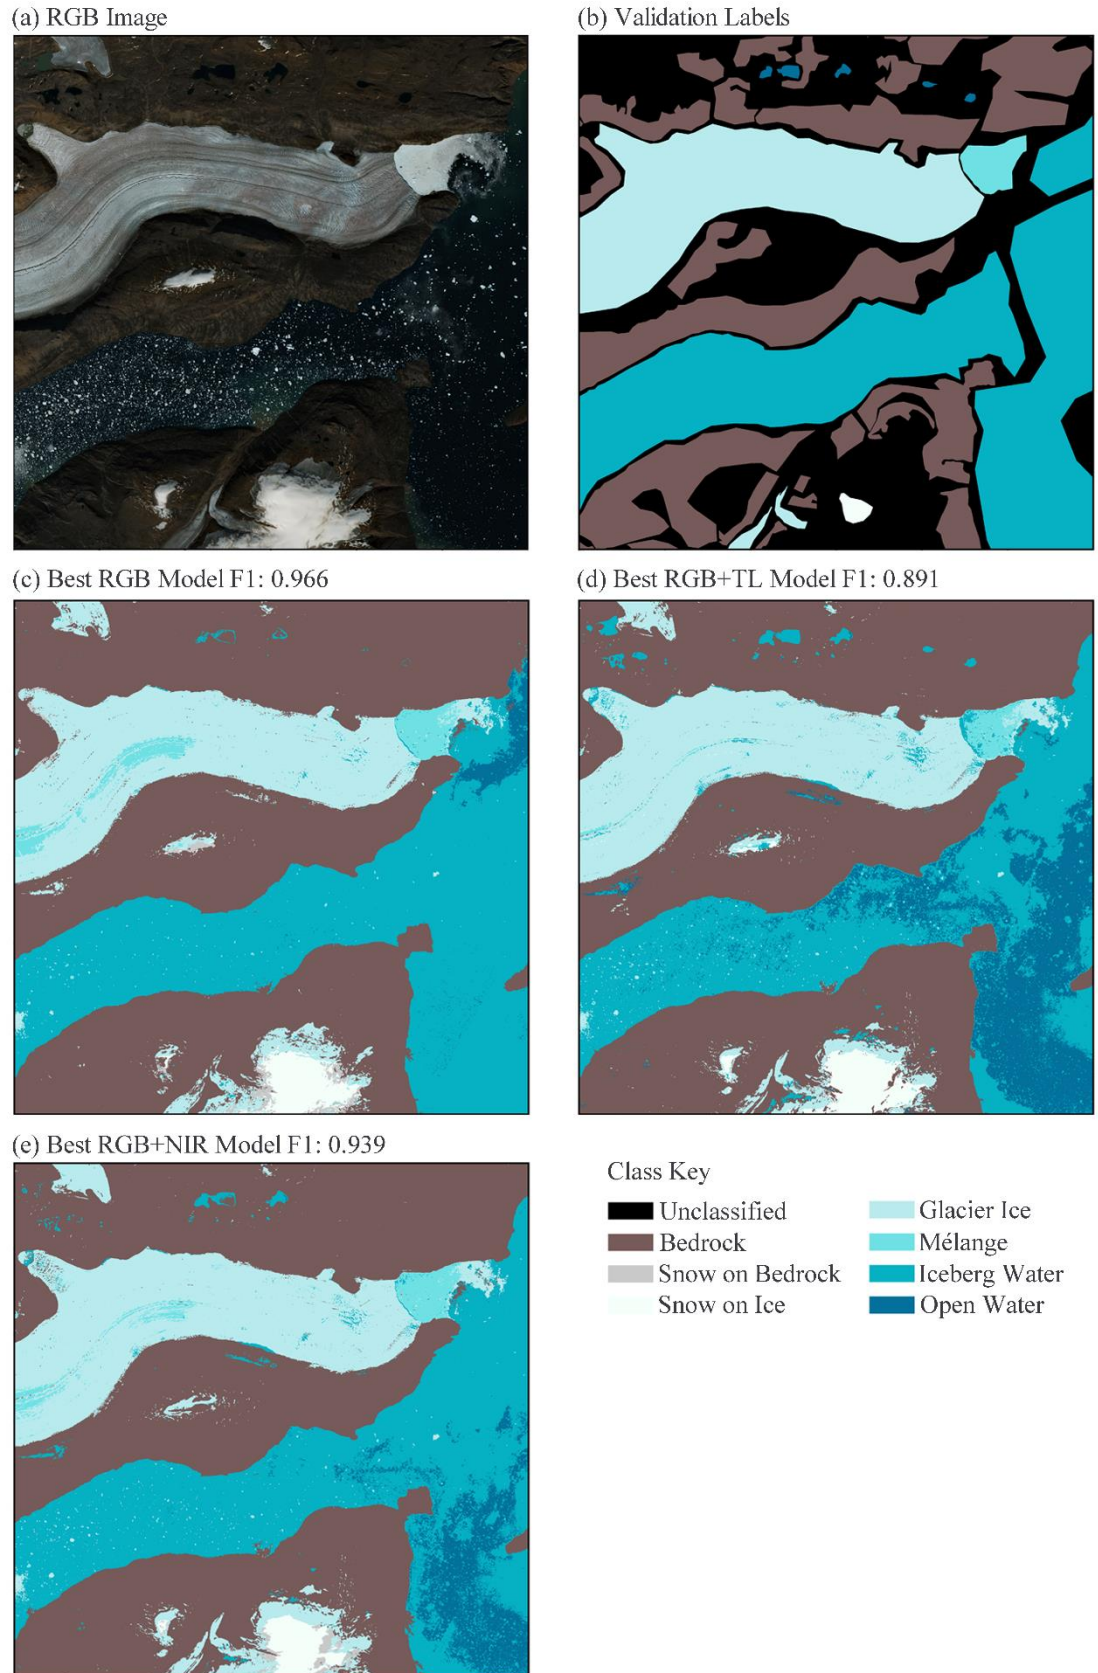 (a) RGB Image
(b) Validation Labels
(c) Best RGB Model F1: 0.966
(d) Best RGB+TL Model F1: 0.891
(e) Best RGB+NIR Model F1: 0.939
Class Key
Unclassified
Bedrock
Snow on Bedrock
Snow on Ice
Glacier Ice
Mélange
Iceberg Water
Open Water